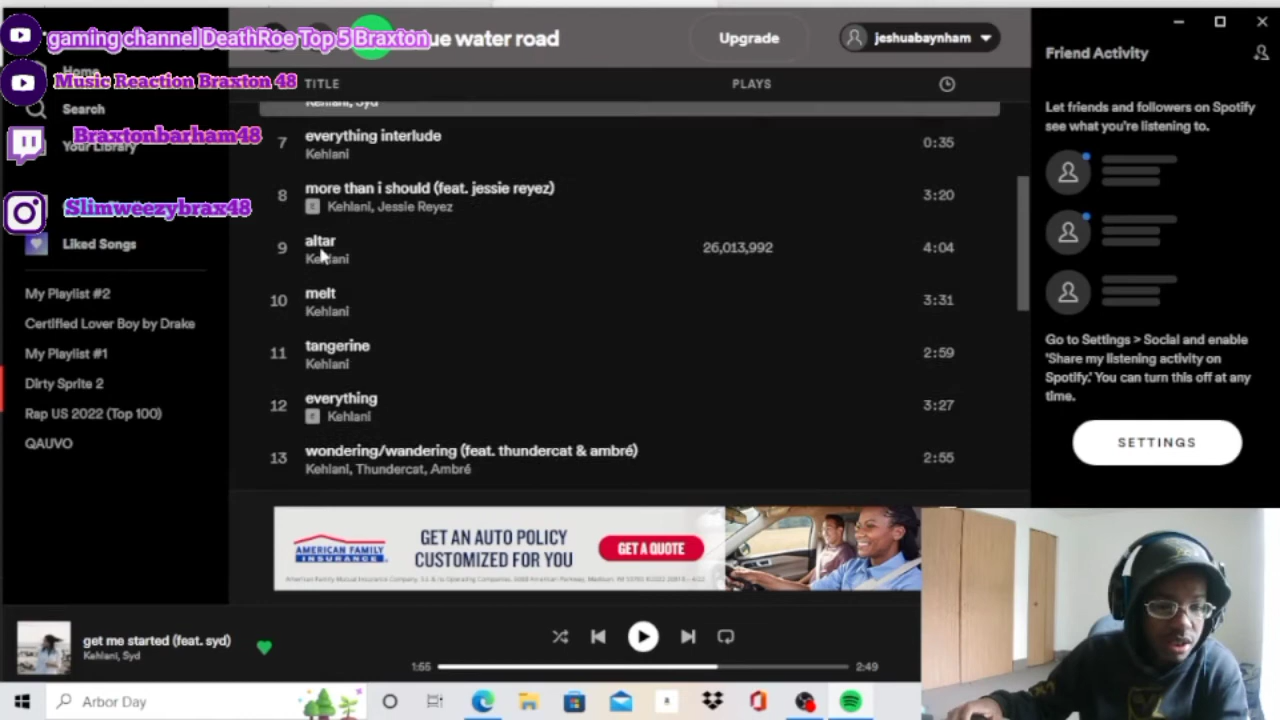 gaming channel DeathRoe Top 5 Braxton
ue water road
Upgrade
jeshuabaynham
Home
Music Reaction Braxton 48
TITLE
PLAYS
Search
Kehlani, Syd
Braxtonbarham48
Your Library
Slimweezybrax48
Liked Songs
My Playlist #2
Certified Lover Boy by Drake
My Playlist #1
Dirty Sprite 2
Rap US 2022 (Top 100)
QAUVO
7
everything interlude
Kehlani
0:35
8
more than i should (feat. jessie reyez)
E Kehlani, Jessie Reyez
3:20
9
altar
Kehlani
26,013,992
4:04
10
melt
Kehlani
3:31
11
tangerine
Kehlani
2:59
12
everything
E Kehlani
3:27
13
wondering/wandering (feat. thundercat & ambré)
Kehlani, Thundercat, Ambré
2:55
Friend Activity
Let friends and followers on Spotify
see what you're listening to.
Go to Settings > Social and enable
'Share my listening activity on
Spotify.' You can turn this off at any
time.
SETTINGS
AMERICAN FAMILY
INSURANCE
GET AN AUTO POLICY
CUSTOMIZED FOR YOU
GET A QUOTE
get me started (feat. syd)
Kehlani, Syd
1:55
2:49
Arbor Day